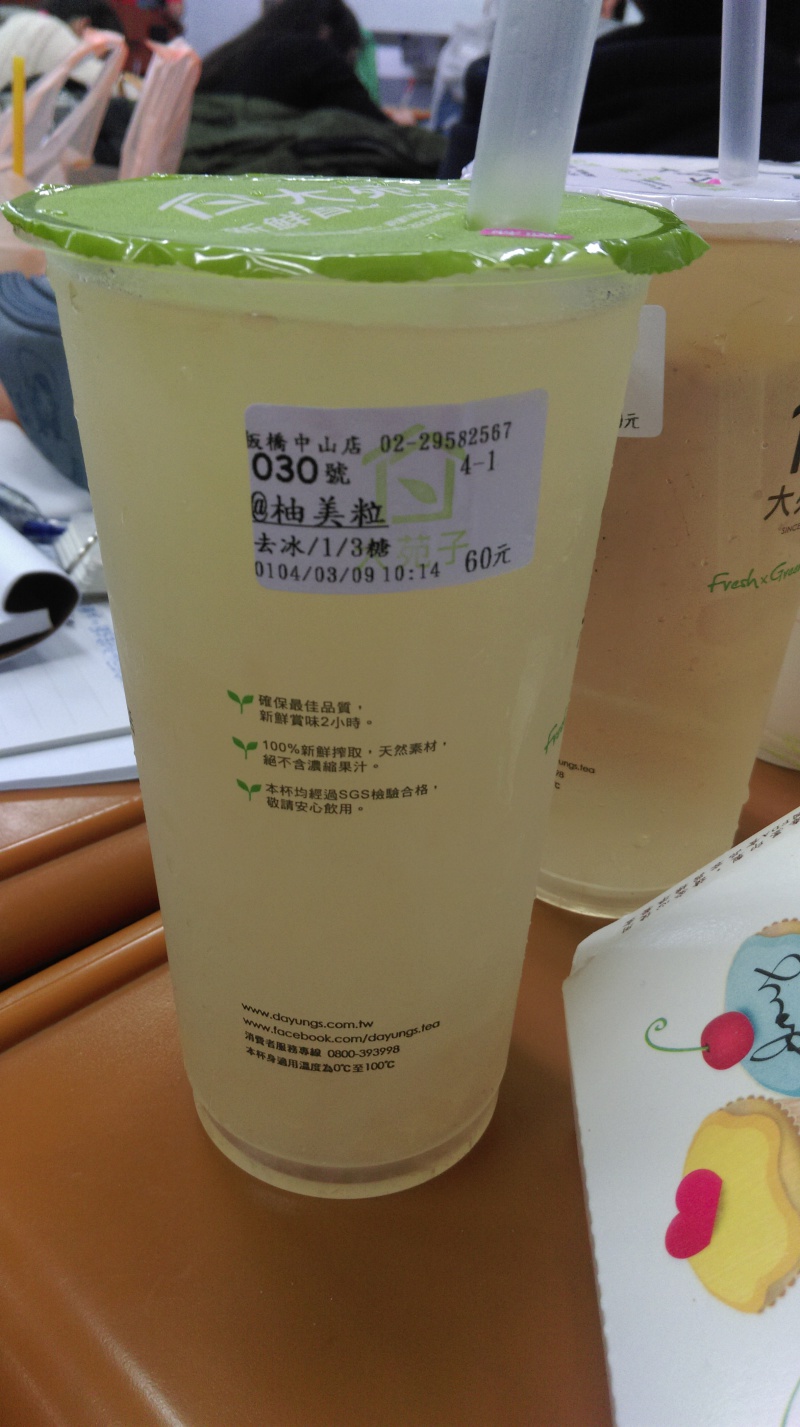 新鮮
板橋中山店 02-29582567
030號 4-1
@柚美粒
去冰/1/3糖
0104/03/09 10:14 60元
確保最佳品質，
新鮮賞味2小時。
100%新鮮搾取，天然素材，
絕不含濃縮果汁。
本杯均經過SGS檢驗合格，
敬請安心飲用。
www.dayungs.com.tw
www.facebook.com/dayungs.tea
消費者服務專線 0800-393998
本杯身適用溫度為0℃至100℃
元
大
Fresh x Green